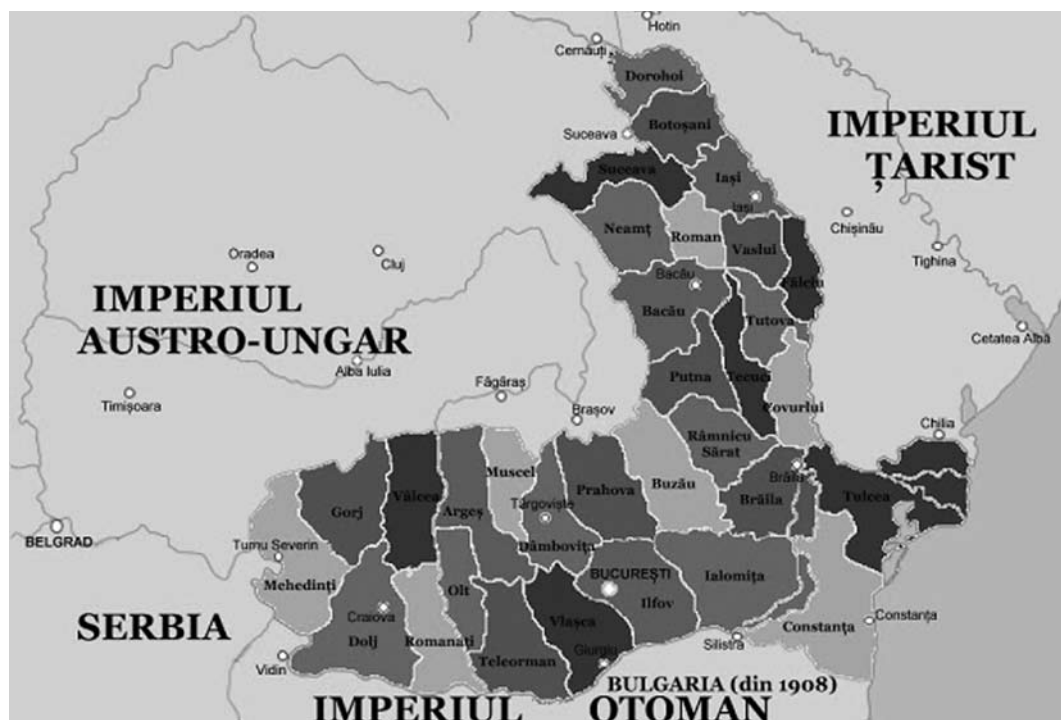 Hotin
Cernăuți
Dorohoi
Botoșani
Suceava
IMPERIUL
ȚARIST
Suceava
Iași
Iași
Neamț
Roman
Vaslui
Fălciu
Chișinău
Tighina
Oradea
Cluj
IMPERIUL
AUSTRO-UNGAR
Bacău
Bacău
Tutova
Cetatea Albă
Alba Iulia
Putna
Tecuci
Timișoara
Făgăraș
Brașov
Covurlui
Chilia
Râmnicu
Sărat
Muscel
Buzău
Brăila
Brăila
Tulcea
Gorj
Vâlcea
Argeș
Târgoviște
Prahova
BELGRAD
Turnu Severin
Dâmbovița
Mehedinți
BUCUREȘTI
Ilfov
Ialomița
Olt
SERBIA
Craiova
Dolj
Romanați
Vlașca
Constanța
Constanța
Silistra
Vidin
Teleorman
Giurgiu
BULGARIA (din 1908)
IMPERIUL OTOMAN